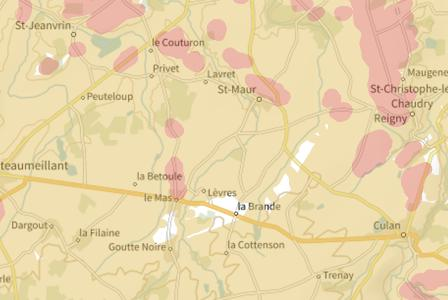 St-Jeanvrin
le Couturon
Privet
Lavret
Maugene
Peuteloup
St-Maur
St-Christophe-le
Chaudry
Reigny
teaumeillant
la Betoule
Lèvres
le Mas
la Brande
Dargout
la Filaine
Culan
Goutte Noire
la Cottenson
Trenay
rle